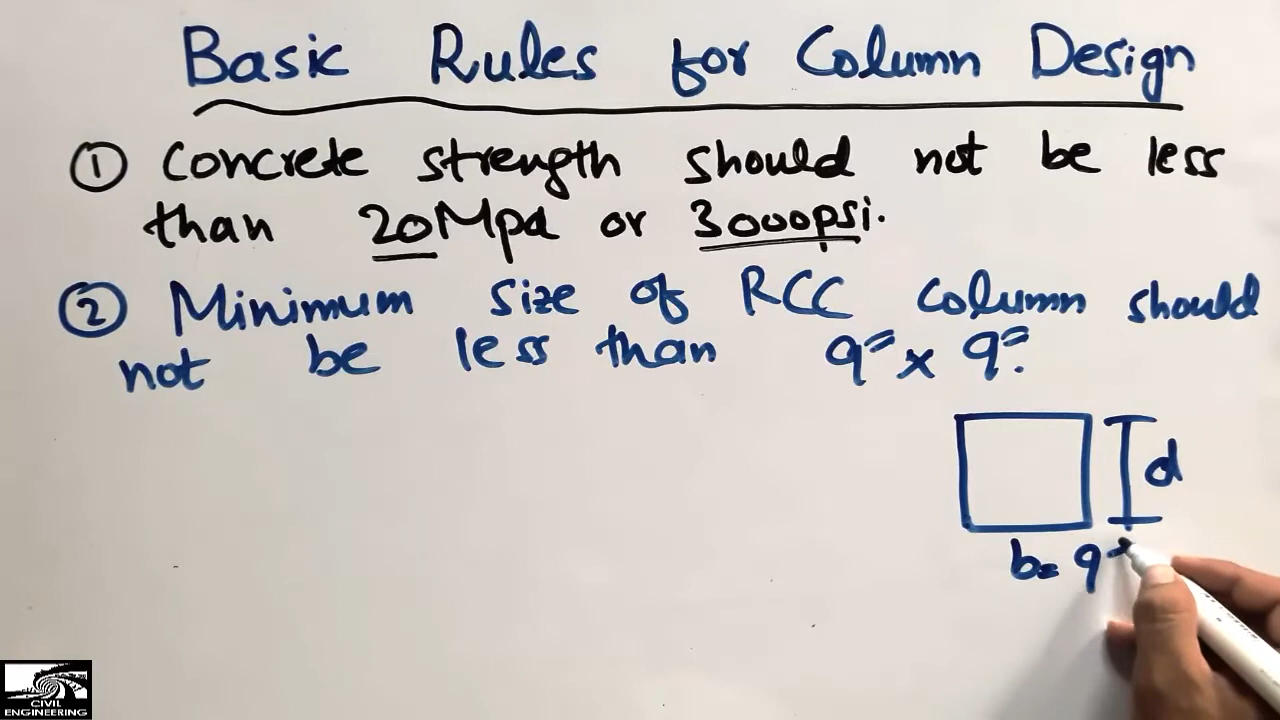 Basic Rules for Column Design
① Concrete strength should not be less
than 20Mpa or 3000psi.
② Minimum size of RCC column should
not be less than 9" x 9".
d
b= 9"
CIVIL
ENGINEERING